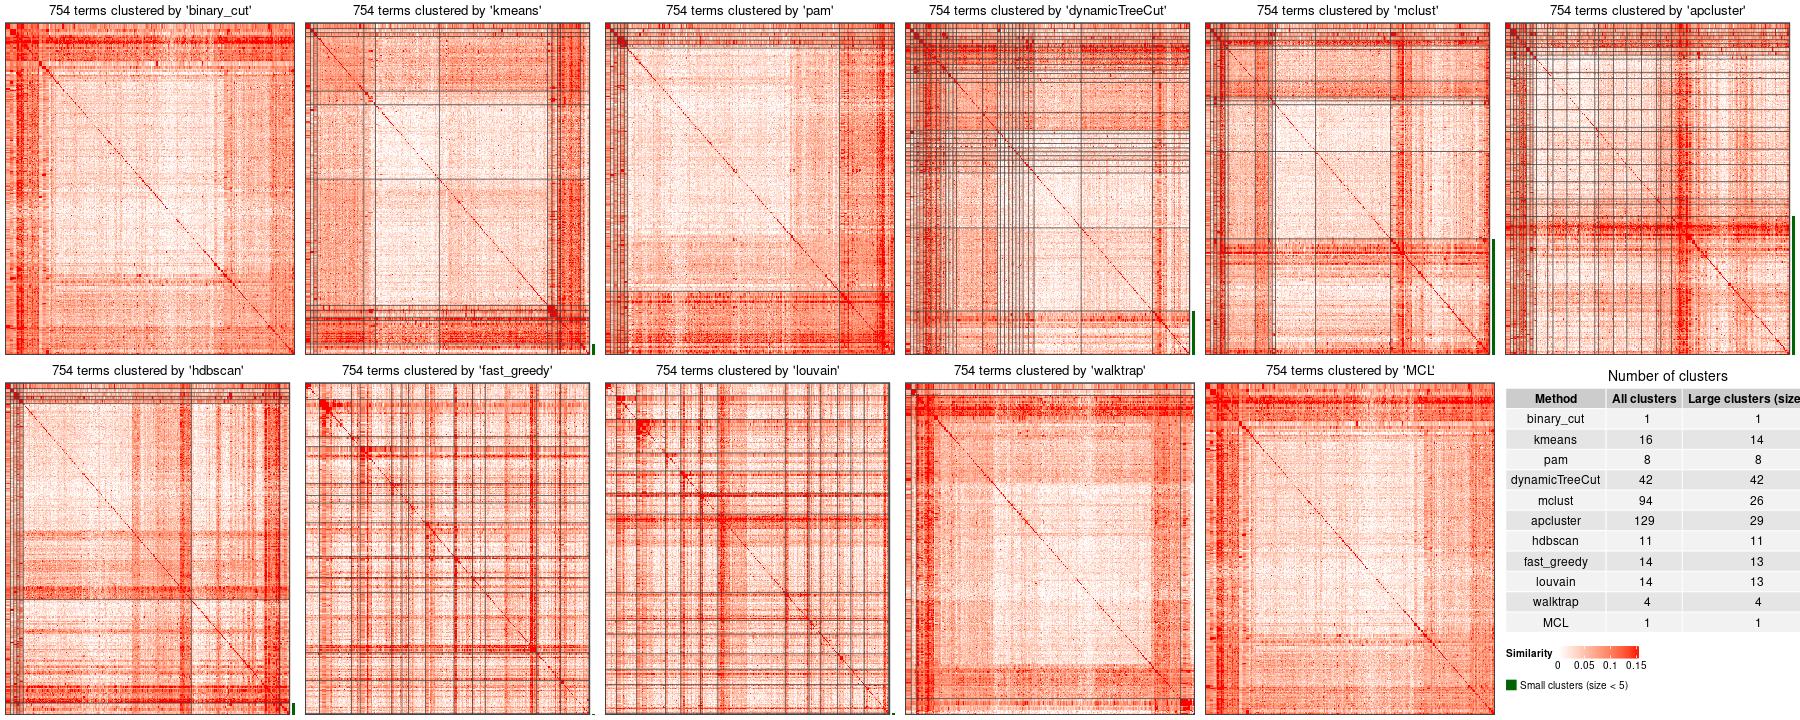 754 terms clustered by 'binary_cut'
754 terms clustered by 'kmeans'
754 terms clustered by 'pam'
754 terms clustered by 'dynamicTreeCut'
754 terms clustered by 'mclust'
754 terms clustered by 'apcluster'
754 terms clustered by 'hdbscan'
754 terms clustered by 'fast_greedy'
754 terms clustered by 'louvain'
754 terms clustered by 'walktrap'
754 terms clustered by 'MCL'
Number of clusters
Method All clusters Large clusters (size
binary_cut 1 1
kmeans 16 14
pam 8 8
dynamicTreeCut 42 42
mclust 94 26
apcluster 129 29
hdbscan 11 11
fast_greedy 14 13
louvain 14 13
walktrap 4 4
MCL 1 1
Similarity
0 0.05 0.1 0.15
Small clusters (size < 5)